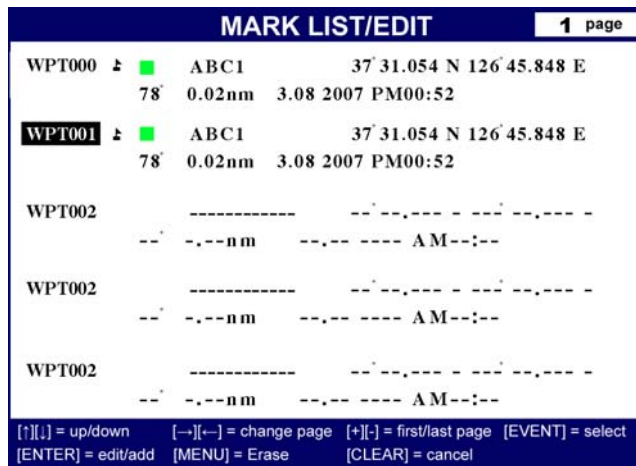 MARK LIST/EDIT 1 page
WPT000 ABC1 37°31.054 N 126°45.848 E
78° 0.02nm 3.08 2007 PM00:52
WPT001 ABC1 37°31.054 N 126°45.848 E
78° 0.02nm 3.08 2007 PM00:52
WPT002 ------------ --°--.--- - ---°--.--- -
--° -.--nm --.-- ---- AM--:--
WPT002 ------------ --°--.--- - ---°--.--- -
--° -.--nm --.-- ---- AM--:--
WPT002 ------------ --°--.--- - ---°--.--- -
--° -.--nm --.-- ---- AM--:--
[↑][↓] = up/down [→][←] = change page [+][-] = first/last page [EVENT] = select
[ENTER] = edit/add [MENU] = Erase [CLEAR] = cancel